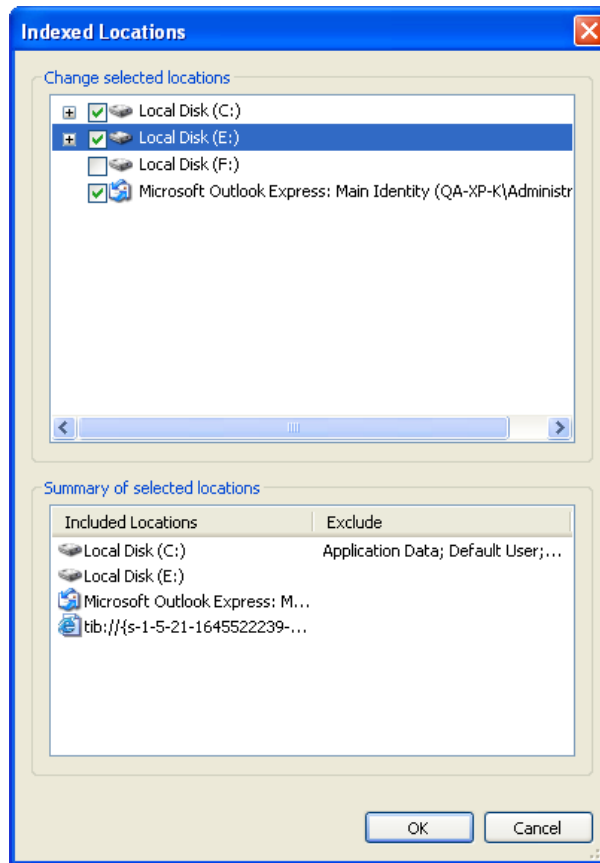 Indexed Locations
Change selected locations
Local Disk (C:)
Local Disk (E:)
Local Disk (F:)
Microsoft Outlook Express: Main Identity (QA-XP-K\Administr
Summary of selected locations
Included Locations Exclude
Local Disk (C:) Application Data; Default User;...
Local Disk (E:)
Microsoft Outlook Express: M...
tib://{s-1-5-21-1645522239-...
OK Cancel